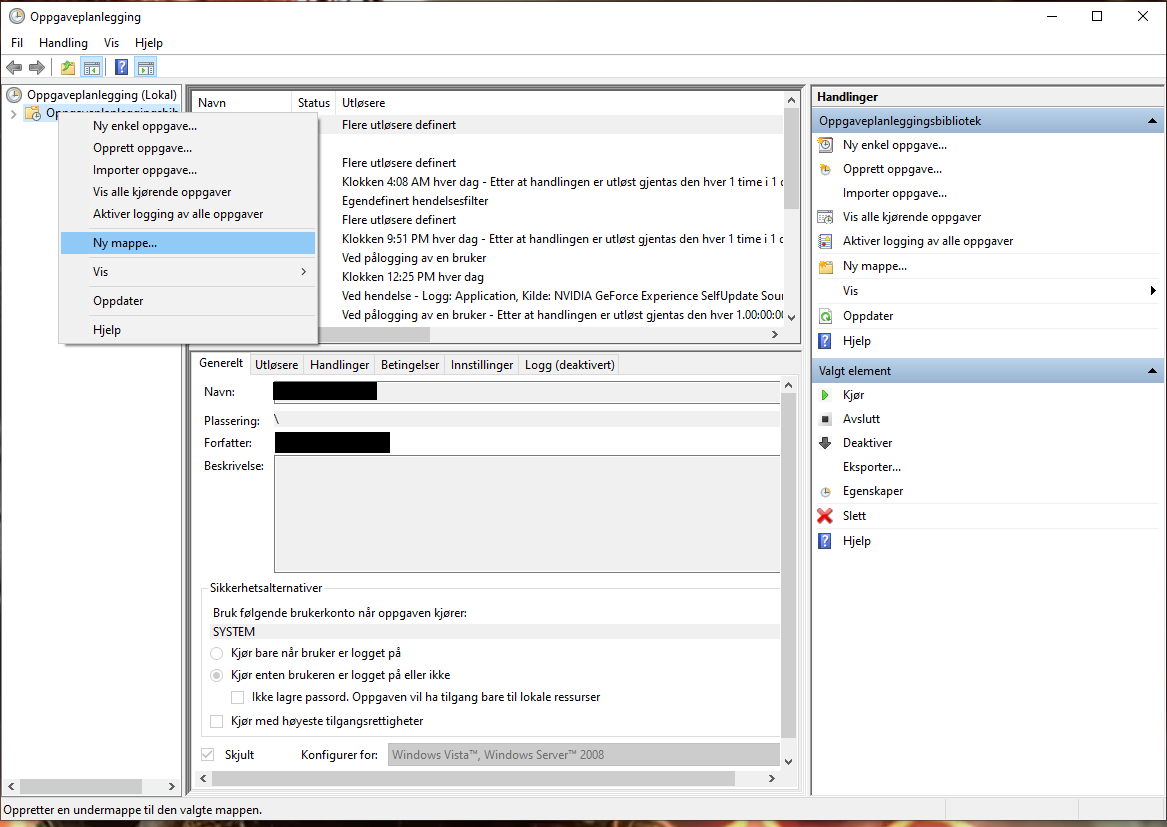 Oppgaveplanlegging
Fil Handling Vis Hjelp
Oppgaveplanlegging (Lokal)
Oppgaveplanleggingsbib
Ny enkel oppgave...
Opprett oppgave...
Importer oppgave...
Vis alle kjørende oppgaver
Aktiver logging av alle oppgaver
Ny mappe...
Vis
Oppdater
Hjelp
Navn Status Utløsere
Flere utløsere definert
Flere utløsere definert
Klokken 4:08 AM hver dag - Etter at handlingen er utløst gjentas den hver 1 time i 1 d
Egendefinert hendelsesfilter
Flere utløsere definert
Klokken 9:51 PM hver dag - Etter at handlingen er utløst gjentas den hver 1 time i 1 d
Ved pålogging av en bruker
Klokken 12:25 PM hver dag
Ved hendelse - Logg: Application, Kilde: NVIDIA GeForce Experience SelfUpdate Sour
Ved pålogging av en bruker - Etter at handlingen er utløst gjentas den hver 1.00:00:00
Generelt Utløsere Handlinger Betingelser Innstillinger Logg (deaktivert)
Navn:
Plassering: \
Forfatter:
Beskrivelse:
Sikkerhetsalternativer
Bruk følgende brukerkonto når oppgaven kjører:
SYSTEM
Kjør bare når bruker er logget på
Kjør enten brukeren er logget på eller ikke
Ikke lagre passord. Oppgaven vil ha tilgang bare til lokale ressurser
Kjør med høyeste tilgangsrettigheter
Skjult Konfigurer for: Windows Vista™, Windows Server™ 2008
Handlinger
Oppgaveplanleggingsbibliotek
Ny enkel oppgave...
Opprett oppgave...
Importer oppgave...
Vis alle kjørende oppgaver
Aktiver logging av alle oppgaver
Ny mappe...
Vis
Oppdater
Hjelp
Valgt element
Kjør
Avslutt
Deaktiver
Eksporter...
Egenskaper
Slett
Hjelp
Oppretter en undermappe til den valgte mappen.